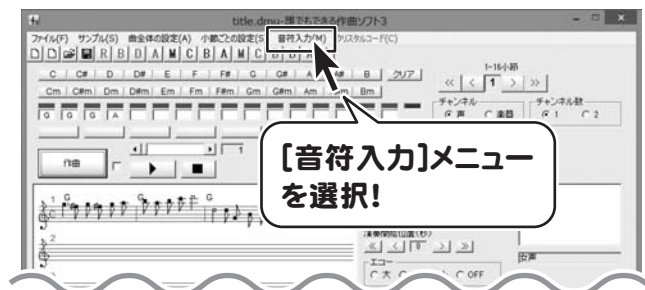 title.dmu-誰でもできる作曲ソフト3
ファイル(F) サンプル(S) 曲全体の設定(A) 小節ごとの設定(S 音符入力(M) クリスタルコード(C)
R B D A M C B A M C
C C# D D# E F F# G G# A A# B クリア
Cm C#m Dm D#m Em Fm F#m Gm G#m Am Bm
1-16小節
<< < 1 > >>
チャンネル チャンネル数
声 楽器 1 2
G G G A
作曲
1
[音符入力]メニュー
を選択!
1 G G G
2
演奏開始位置(秒)
<< < 0 > >>
エコー
大 OFF
女声